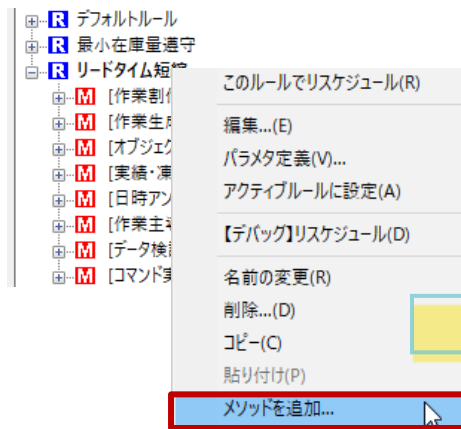 R デフォルトルール
R 最小在庫量遵守
R リードタイム短縮
M [作業割付
M [作業生成
M [オブジェク
M [実績・凍
M [日時アン
M [作業主導
M [データ検
M [コマンド実
このルールでリスケジュール(R)
編集...(E)
パラメタ定義(V)...
アクティブルールに設定(A)
【デバッグ】リスケジュール(D)
名前の変更(R)
削除...(D)
コピー(C)
貼り付け(P)
メソッドを追加...